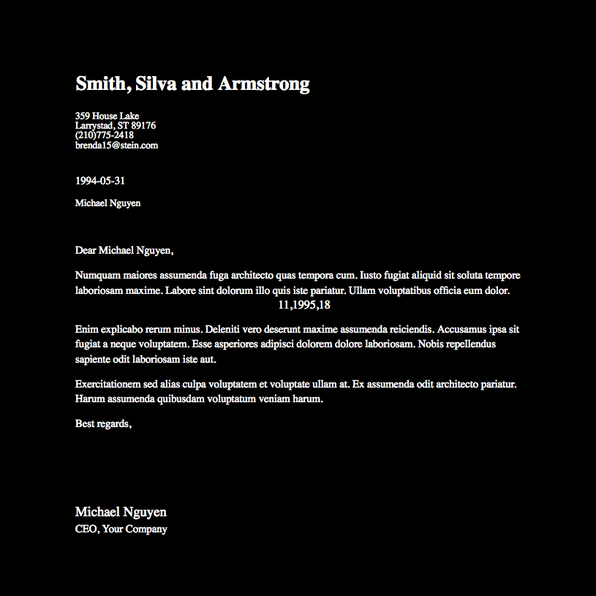 Smith, Silva and Armstrong
359 House Lake
Larrystad, ST 89176
(210)775-2418
brenda15@stein.com
1994-05-31
Michael Nguyen
Dear Michael Nguyen,
Numquam maiores assumenda fuga architecto quas tempora cum. Iusto fugiat aliquid sit soluta tempore
laboriosam maxime. Labore sint dolorum illo quis iste pariatur. Ullam voluptatibus officia eum dolor.
11,1995,18
Enim explicabo rerum minus. Deleniti vero deserunt maxime assumenda reiciendis. Accusamus ipsa sit
fugiat a neque voluptatem. Esse asperiores adipisci dolorem dolore laboriosam. Nobis repellendus
sapiente odit laboriosam iste aut.
Exercitationem sed alias culpa voluptatem et voluptate ullam at. Ex assumenda odit architecto pariatur.
Harum assumenda quibusdam voluptatum veniam harum.
Best regards,
Michael Nguyen
CEO, Your Company